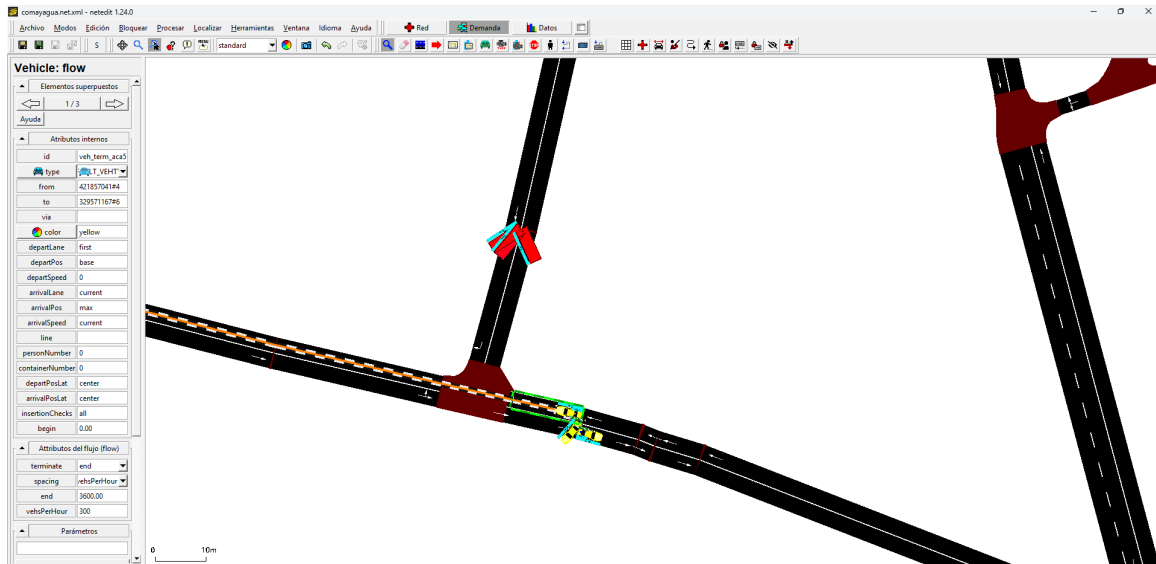 comayagua.net.xml - netedit 1.24.0
Archivo Modos Edición Bloquear Procesar Localizar Herramientas Ventana Idioma Ayuda Red Demanda Datos
S MENU standard
Vehicle: flow
Elementos superpuestos
1 / 3
Ayuda
Atributos internos
id veh_term_aca5
type LT_VEHT
from 421857041#4
to 329571167#6
via
color yellow
departLane first
departPos base
departSpeed 0
arrivalLane current
arrivalPos max
arrivalSpeed current
line
personNumber 0
containerNumber 0
departPosLat center
arrivalPosLat center
insertionChecks all
begin 0.00
Atributos del flujo (flow)
terminate end
spacing vehsPerHour
end 3600.00
vehsPerHour 300
Parámetros
0 10m